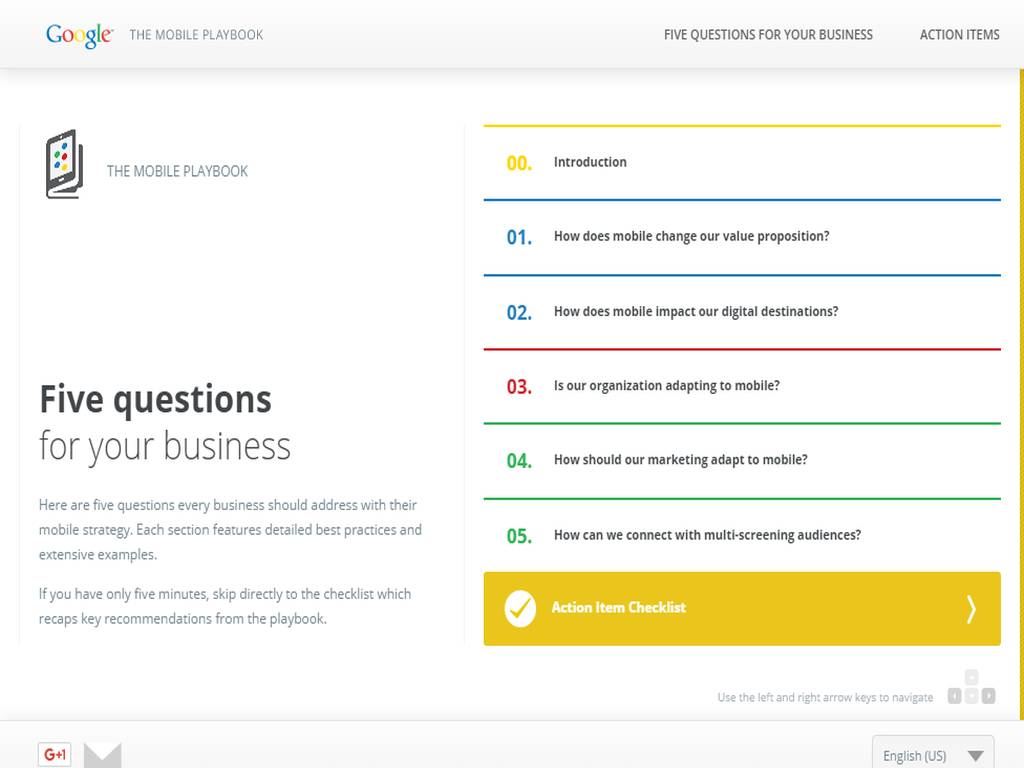 Google THE MOBILE PLAYBOOK
FIVE QUESTIONS FOR YOUR BUSINESS
ACTION ITEMS
THE MOBILE PLAYBOOK
Five questions
for your business
Here are five questions every business should address with their
mobile strategy. Each section features detailed best practices and
extensive examples.
If you have only five minutes, skip directly to the checklist which
recaps key recommendations from the playbook.
00. Introduction
01. How does mobile change our value proposition?
02. How does mobile impact our digital destinations?
03. Is our organization adapting to mobile?
04. How should our marketing adapt to mobile?
05. How can we connect with multi-screening audiences?
Action Item Checklist
Use the left and right arrow keys to navigate
G+1
English (US)